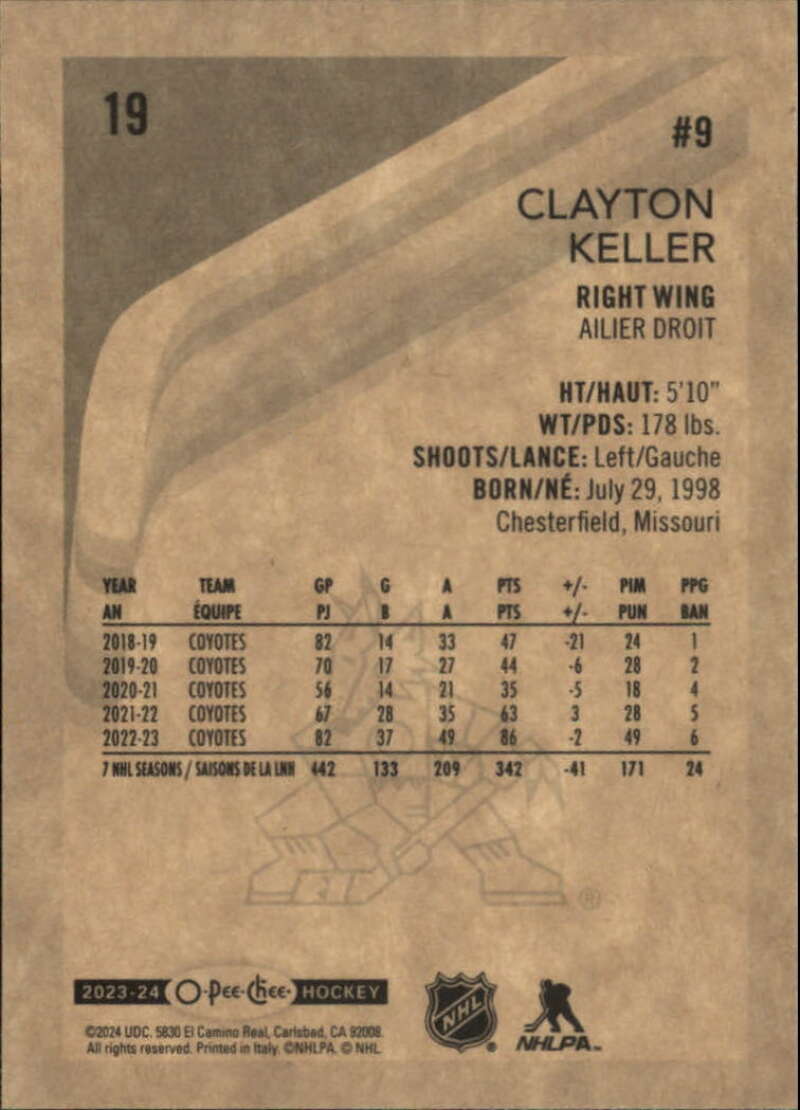 19
#9
CLAYTON
KELLER
RIGHT WING
AILIER DROIT
HT/HAUT: 5'10"
WT/PDS: 178 lbs.
SHOOTS/LANCE: Left/Gauche
BORN/NÉ: July 29, 1998
Chesterfield, Missouri
YEAR TEAM GP G A PTS +/- PIM PPG
AN ÉQUIPE PJ B A PTS +/- PUN BAN
2018-19 COYOTES 82 14 33 47 -21 24 1
2019-20 COYOTES 70 17 27 44 -6 28 2
2020-21 COYOTES 56 14 21 35 -5 18 4
2021-22 COYOTES 67 28 35 63 3 28 5
2022-23 COYOTES 82 37 49 86 -2 49 6
7 NHL SEASONS / SAISONS DE LA LNH 442 133 209 342 -41 171 24
®
2023-24 O-Pee-Chee HOCKEY
NHL
NHLPA
©2024 UDC. 5830 El Camino Real, Carlsbad, CA 92008.
All rights reserved. Printed in Italy. ©NHLPA. © NHL